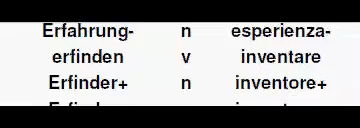 Erfahrung- n esperienza-
erfinden v inventare
Erfinder+ n inventore+